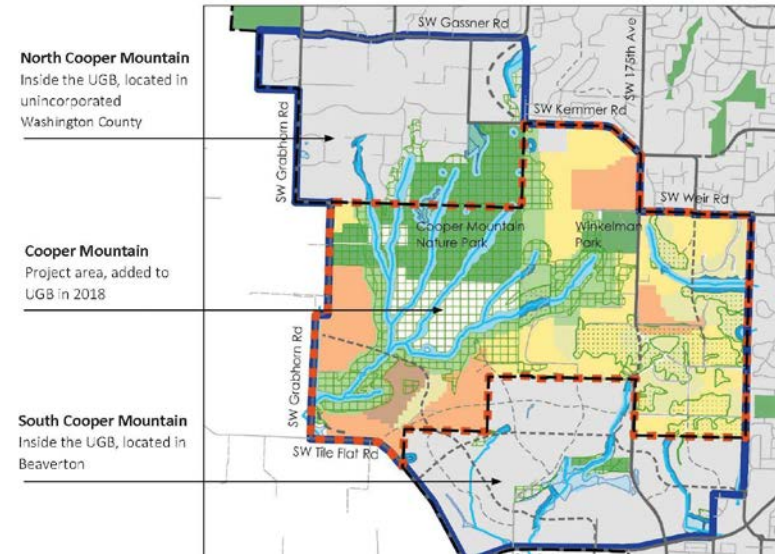 SW Gassner Rd
North Cooper Mountain
Inside the UGB, located in
unincorporated
Washington County
SW 175th Ave
SW Kemmer Rd
SW Grabhorn Rd
SW Weir Rd
Cooper Mountain
Nature Park
Winkelman
Park
Cooper Mountain
Project area, added to
UGB in 2018
SW Grabhorn Rd
South Cooper Mountain
Inside the UGB, located in
Beaverton
SW Tile Flat Rd